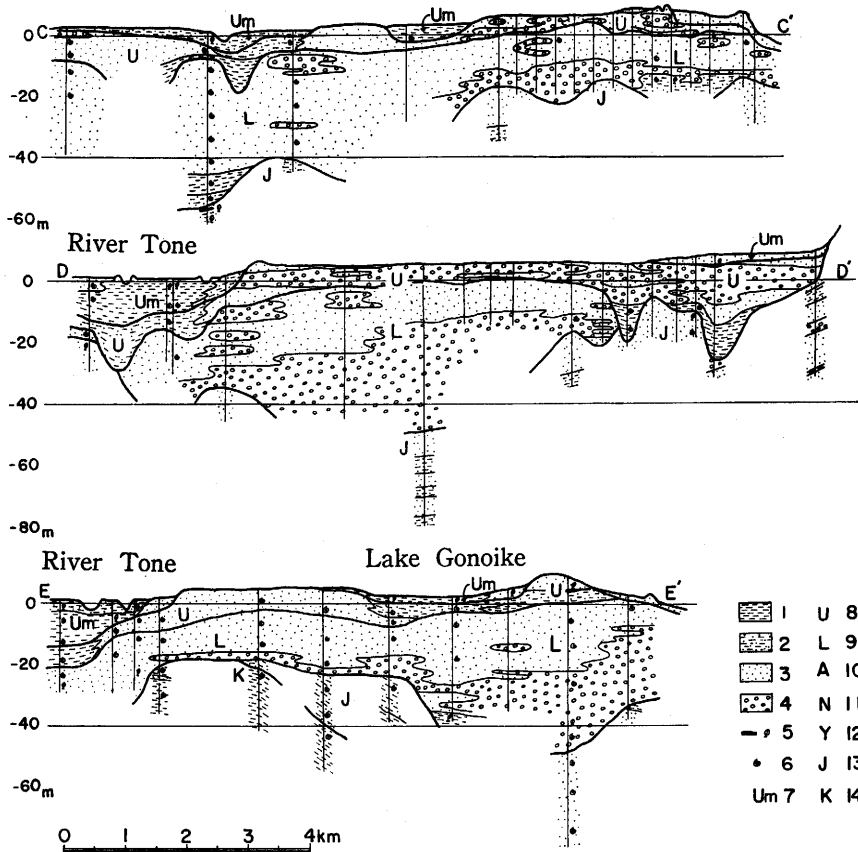 Um
Um
U
C
C'
0
U
L
-20
L
J
-40
J
-60m
River Tone
Um
D
D'
0
U
U
Um
-20
L
U
J
-40
J
-60
-80m
River Tone
Lake Gonoike
Um
E
U
E'
0
Um
U
L
L
-20
K
J
-40
-60m
1 U 8
2 L 9
3 A 10
4 N 11
5 Y 12
6 J 13
Um 7 K 14
0 1 2 3 4km